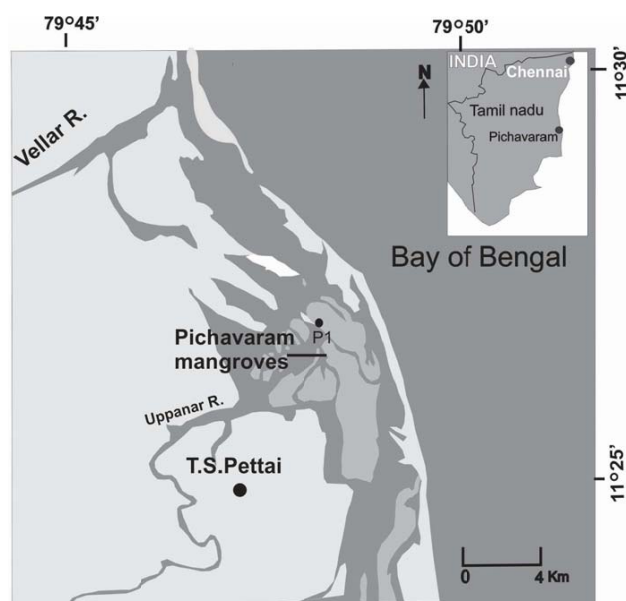 79°45’
79°50’
11°30’
INDIA
Chennai
N
Tamil nadu
Pichavaram
Vellar R.
Bay of Bengal
P1
Pichavaram
mangroves
Uppanar R.
T.S.Pettai
11°25’
0 4 Km